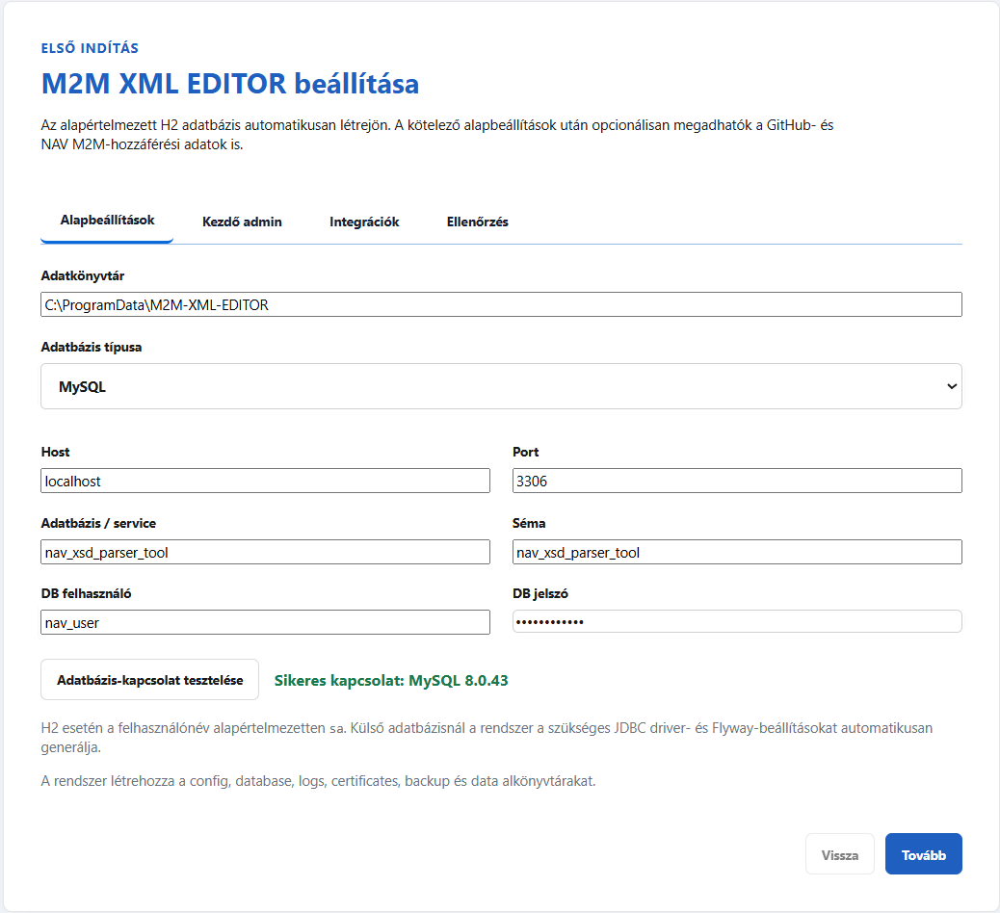 ELSŐ INDÍTÁS
M2M XML EDITOR beállítása
Az alapértelmezett H2 adatbázis automatikusan létrejön. A kötelező alapbeállítások után opcionálisan megadhatók a GitHub- és
NAV M2M-hozzáférési adatok is.
Alapbeállítások Kezdő admin Integrációk Ellenőrzés
Adatkönyvtár
C:\ProgramData\M2M-XML-EDITOR
Adatbázis típusa
MySQL
Host Port
localhost 3306
Adatbázis / service Séma
nav_xsd_parser_tool nav_xsd_parser_tool
DB felhasználó DB jelszó
nav_user ••••••••••••
Adatbázis-kapcsolat tesztelése Sikeres kapcsolat: MySQL 8.0.43
H2 esetén a felhasználónév alapértelmezetten sa. Külső adatbázisnál a rendszer a szükséges JDBC driver- és Flyway-beállításokat automatikusan
generálja.
A rendszer létrehozza a config, database, logs, certificates, backup és data alkönyvtárakat.
Vissza Tovább